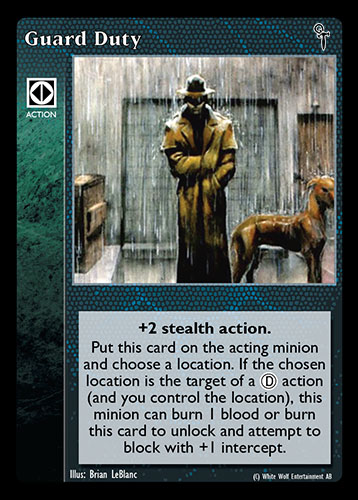 Guard Duty
ACTION
+2 stealth action.
Put this card on the acting minion
and choose a location. If the chosen
location is the target of a Ⓓ action
(and you control the location), this
minion can burn 1 blood or burn
this card to unlock and attempt to
block with +1 intercept.
Illus: Brian LeBlanc
(C) White Wolf Entertainment AB